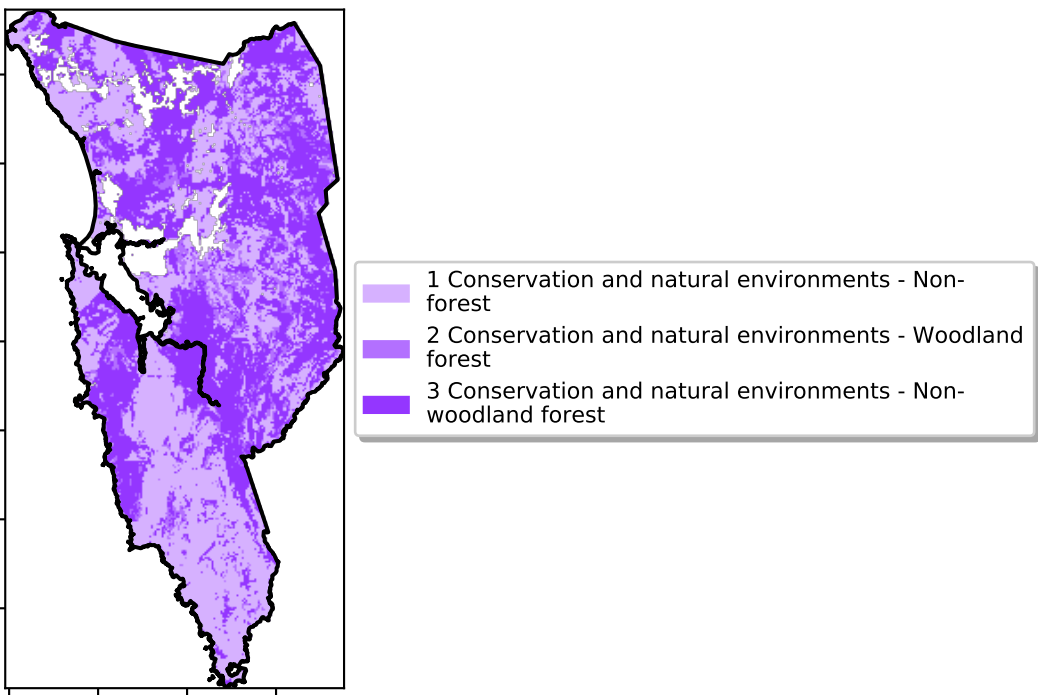 1 Conservation and natural environments - Non-
forest
2 Conservation and natural environments - Woodland
forest
3 Conservation and natural environments - Non-
woodland forest